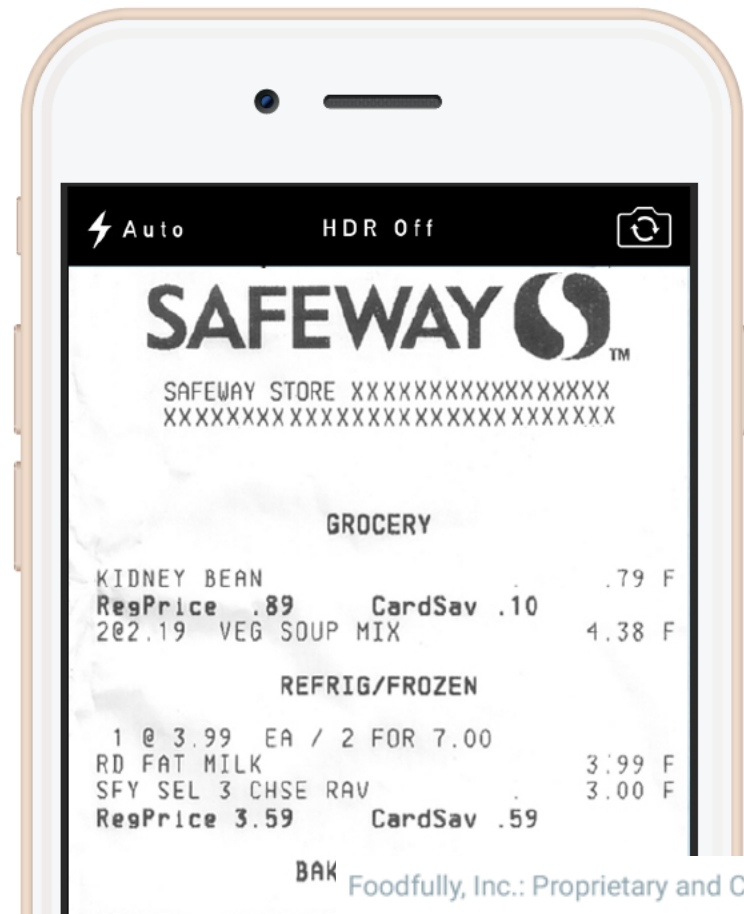 Auto HDR Off
SAFEWAY TM
SAFEWAY STORE XXXXXXXXXXXXXXXXXX
XXXXXXXXXXXXXXXXXXXXXXXXXXXXXXX
GROCERY
KIDNEY BEAN .79 F
RegPrice .89 CardSav .10
2@2.19 VEG SOUP MIX 4.38 F
REFRIG/FROZEN
1 @ 3.99 EA / 2 FOR 7.00
RD FAT MILK 3.99 F
SFY SEL 3 CHSE RAV 3.00 F
RegPrice 3.59 CardSav .59
BAK
Foodfully, Inc.: Proprietary and C